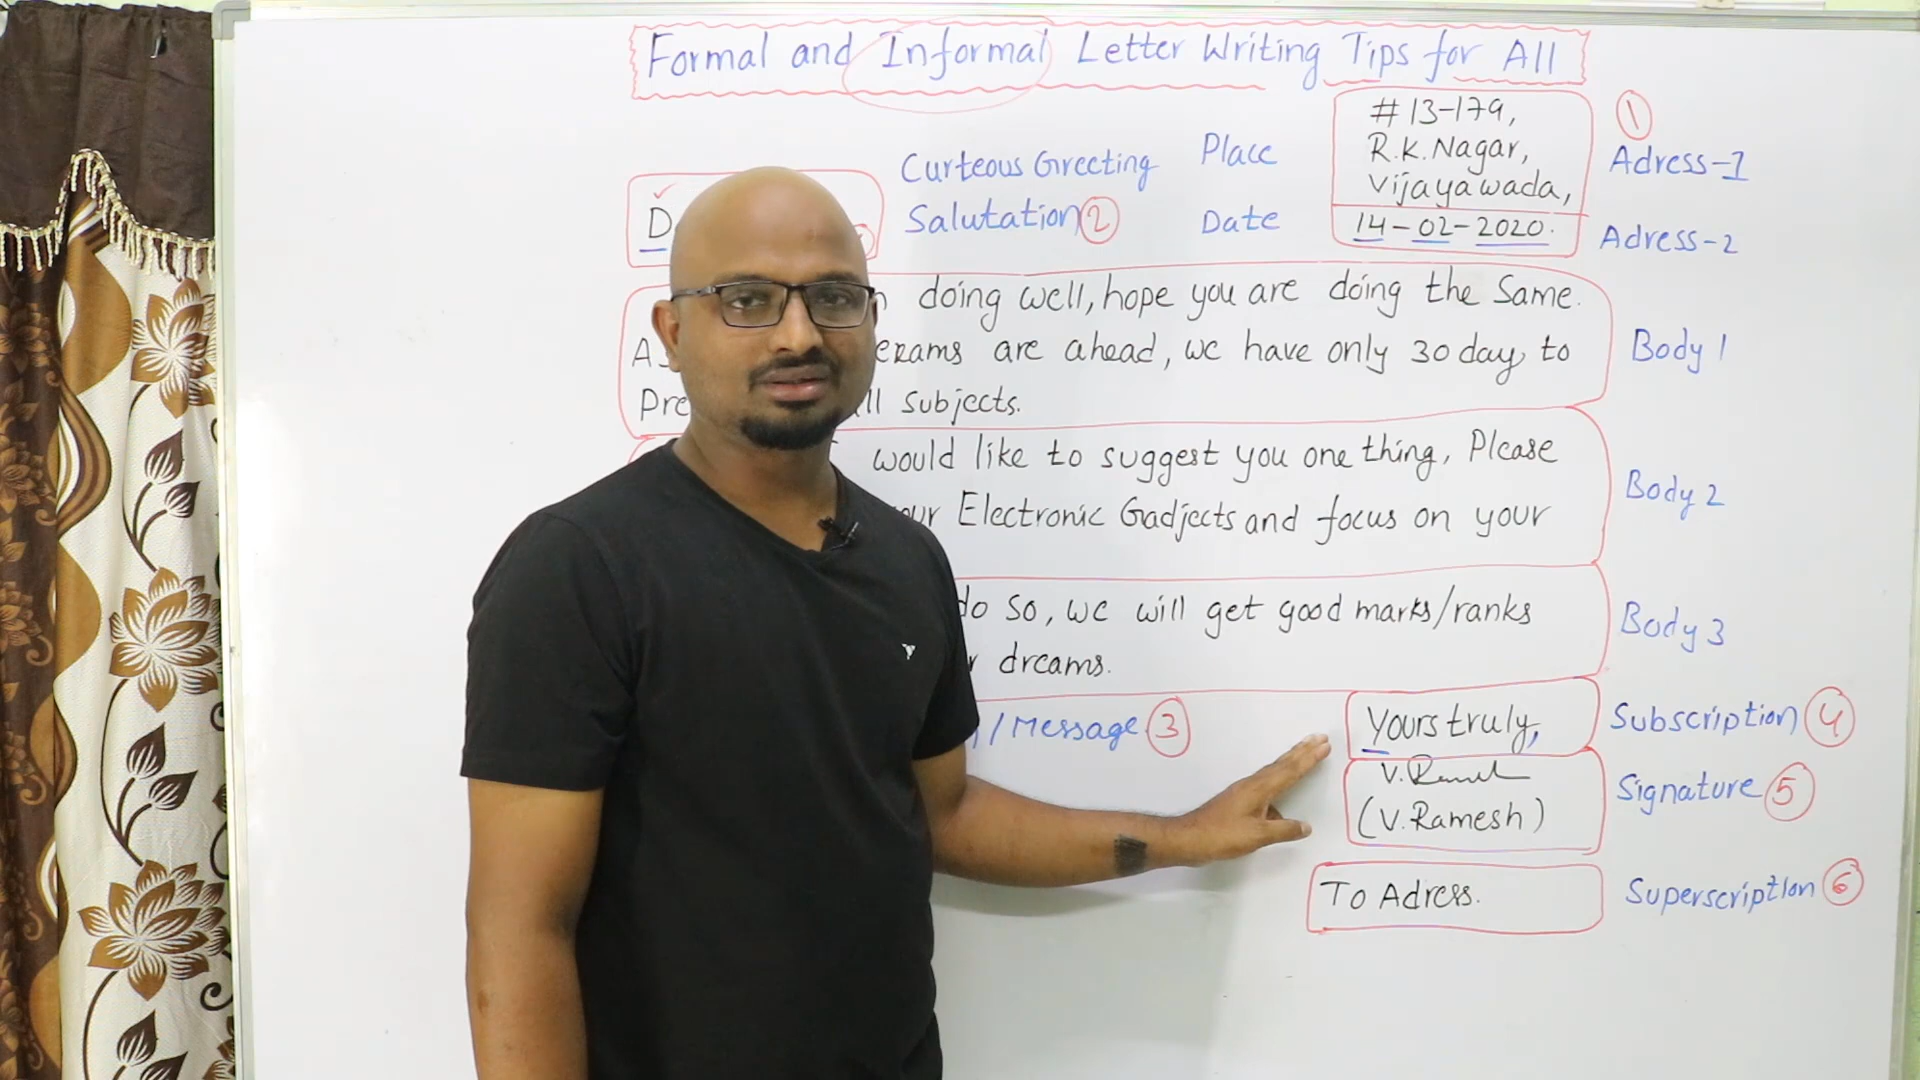 Formal and Informal Letter Writing Tips for All
# 13-179,
R.K. Nagar,
Vijayawada,
14-02-2020.
1
Adress-1
Adress-2
Place
Date
Curteous Greeting
Salutation 2
D
doing well, hope you are doing the Same.
exams are ahead, we have only 30 days to
Pre ll Subjects.
Body 1
would like to suggest you one thing, Please
ur Electronic Gadjects and focus on your
Body 2
do so, we will get good marks/ranks
r dreams.
Body 3
/ Message 3
Yours truly,
Subscription 4
V. Ramesh
(V. Ramesh)
Signature 5
To Adress.
Superscription 6